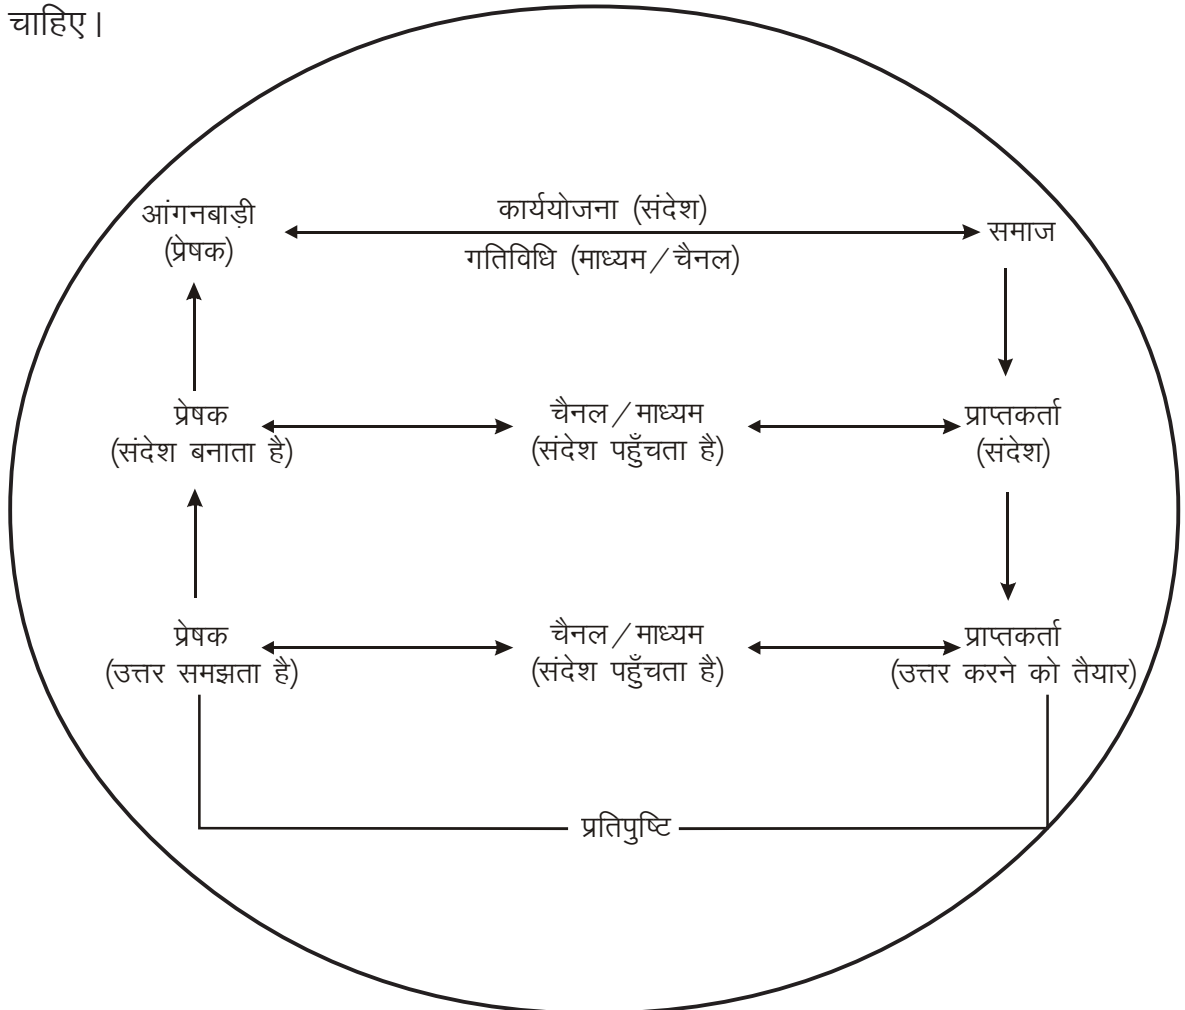 चाहिए।
आंगनबाड़ी
(प्रेषक)
कार्ययोजना (संदेश)
गतिविधि (माध्यम/चैनल)
समाज
प्रेषक
(संदेश बनाता है)
चैनल/माध्यम
(संदेश पहुँचता है)
प्राप्तकर्ता
(संदेश)
प्रेषक
(उत्तर समझता है)
चैनल/माध्यम
(संदेश पहुँचता है)
प्राप्तकर्ता
(उत्तर करने को तैयार)
प्रतिपुष्टि